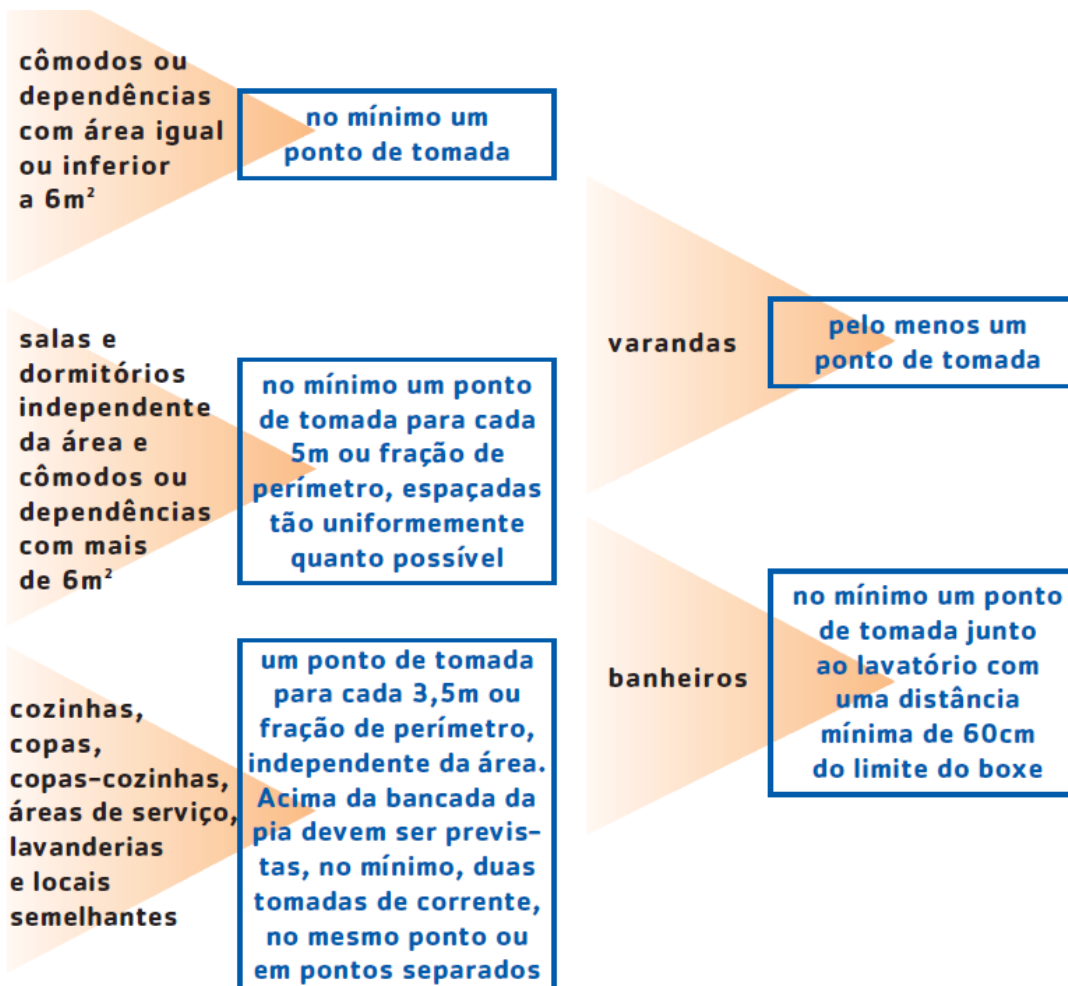 cômodos ou
dependências
com área igual
ou inferior
a 6m²
no mínimo um
ponto de tomada
salas e
dormitórios
independente
da área e
cômodos ou
dependências
com mais
de 6m²
no mínimo um ponto
de tomada para cada
5m ou fração de
perímetro, espaçadas
tão uniformemente
quanto possível
cozinhas,
copas,
copas-cozinhas,
áreas de serviço,
lavanderias
e locais
semelhantes
um ponto de tomada
para cada 3,5m ou
fração de perímetro,
independente da área.
Acima da bancada da
pia devem ser previs-
tas, no mínimo, duas
tomadas de corrente,
no mesmo ponto ou
em pontos separados
varandas
pelo menos um
ponto de tomada
banheiros
no mínimo um ponto
de tomada junto
ao lavatório com
uma distância
mínima de 60cm
do limite do boxe